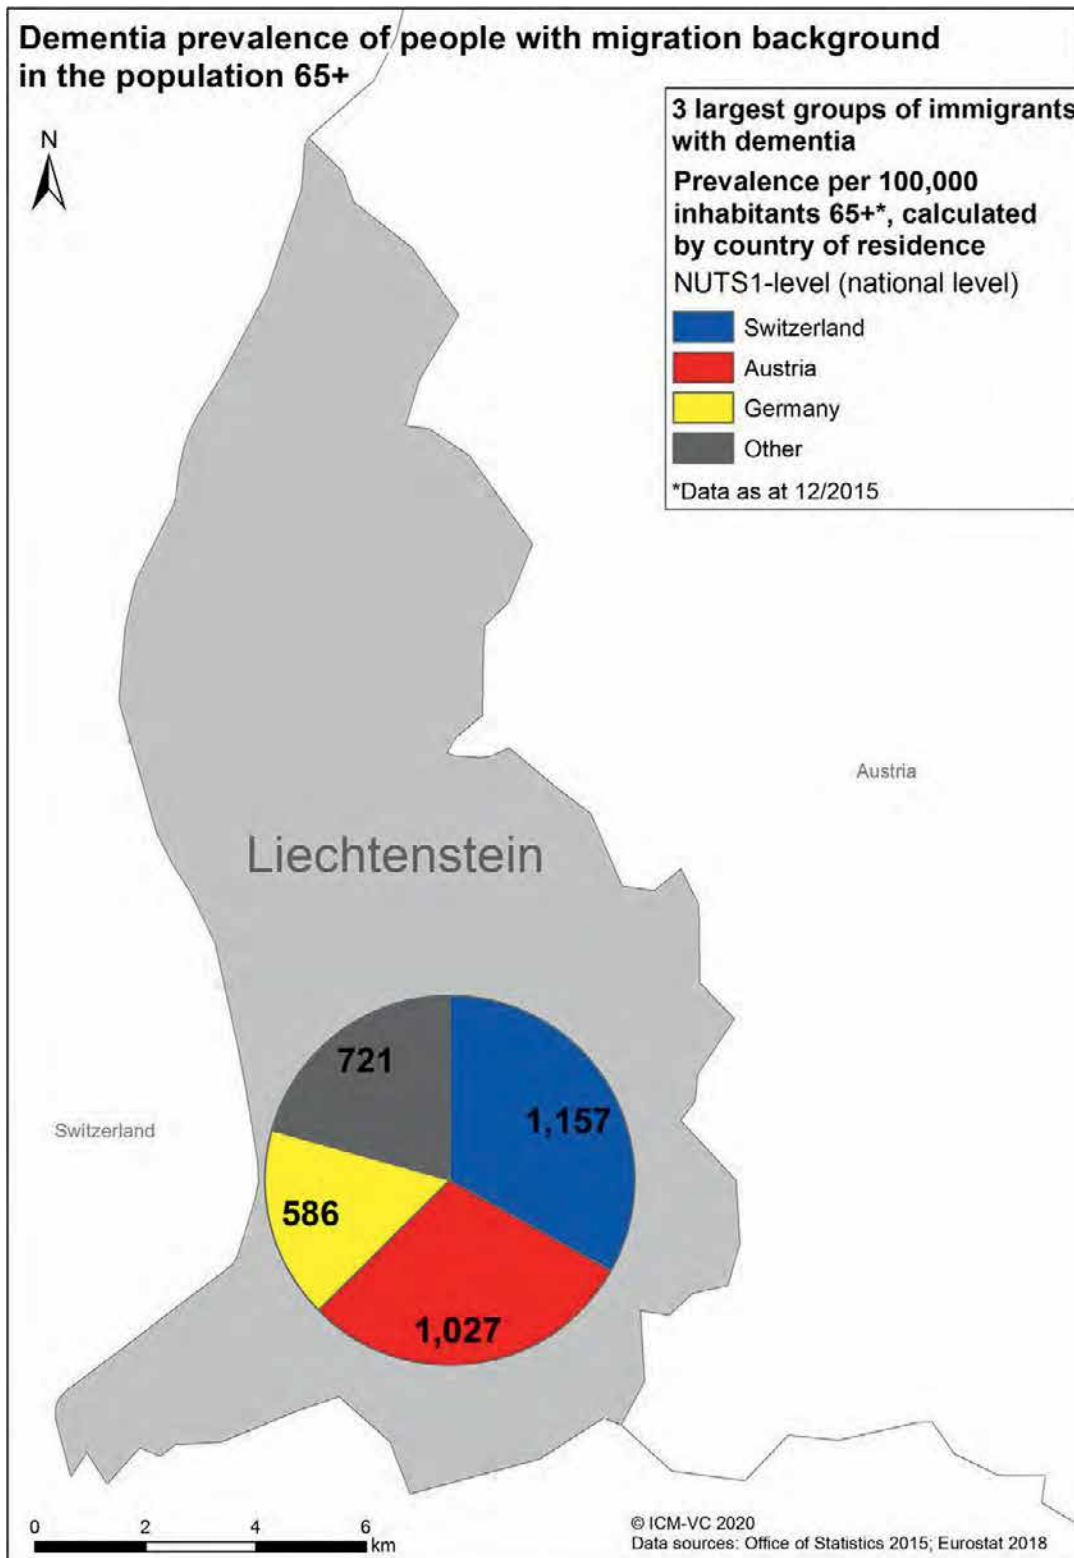 Dementia prevalence of people with migration background
in the population 65+
N
3 largest groups of immigrants
with dementia
Prevalence per 100,000
inhabitants 65+*, calculated
by country of residence
NUTS1-level (national level)
Switzerland
Austria
Germany
Other
*Data as at 12/2015
Austria
Liechtenstein
721
1,157
Switzerland
586
1,027
0 2 4 6
km
© ICM-VC 2020
Data sources: Office of Statistics 2015; Eurostat 2018